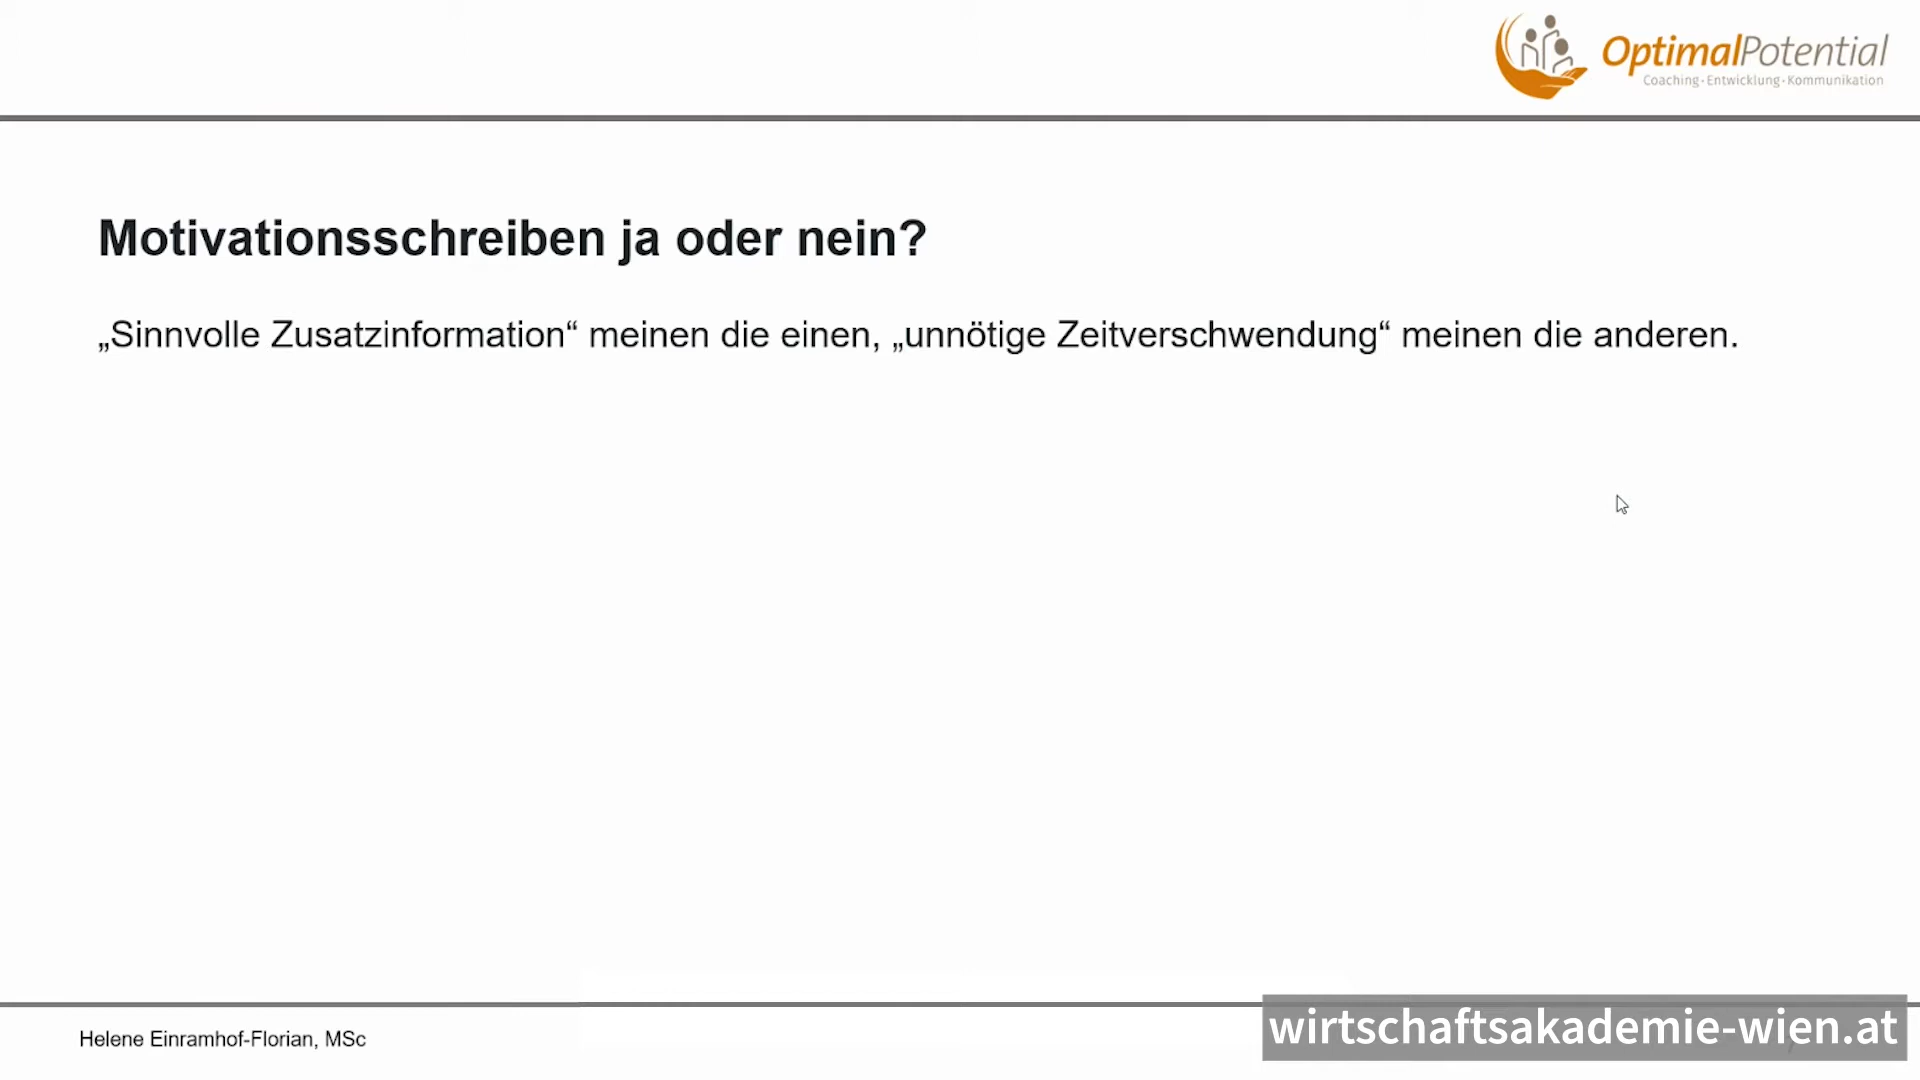 OptimalPotential
Coaching - Entwicklung - Kommunikation
Motivationsschreiben ja oder nein?
„Sinnvolle Zusatzinformation“ meinen die einen, „unnötige Zeitverschwendung“ meinen die anderen.
Helene Einramhof-Florian, MSc
wirtschaftsakademie-wien.at